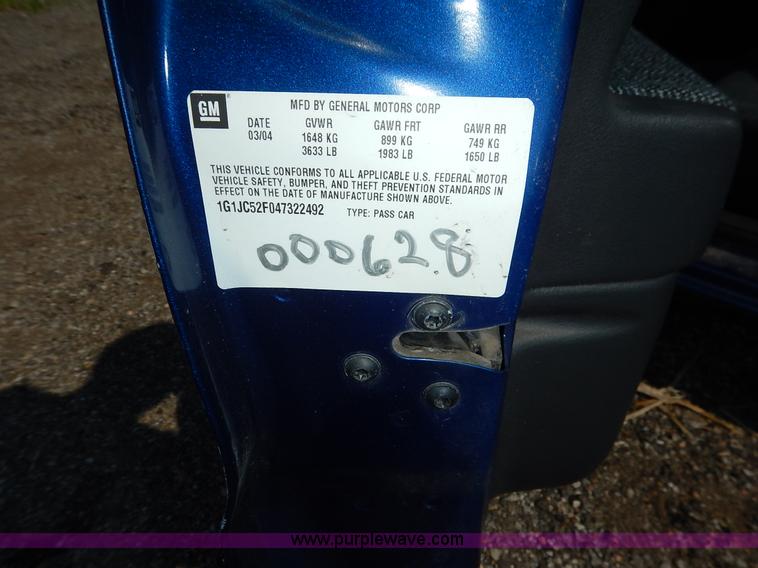 GM
MFD BY GENERAL MOTORS CORP
DATE GVWR GAWR FRT GAWR RR
03/04 1648 KG 899 KG 749 KG
3633 LB 1983 LB 1650 LB
THIS VEHICLE CONFORMS TO ALL APPLICABLE U.S. FEDERAL MOTOR
VEHICLE SAFETY, BUMPER, AND THEFT PREVENTION STANDARDS IN
EFFECT ON THE DATE OF MANUFACTURE SHOWN ABOVE.
1G1JC52F047322492 TYPE: PASS CAR
000628
www.purplewave.com